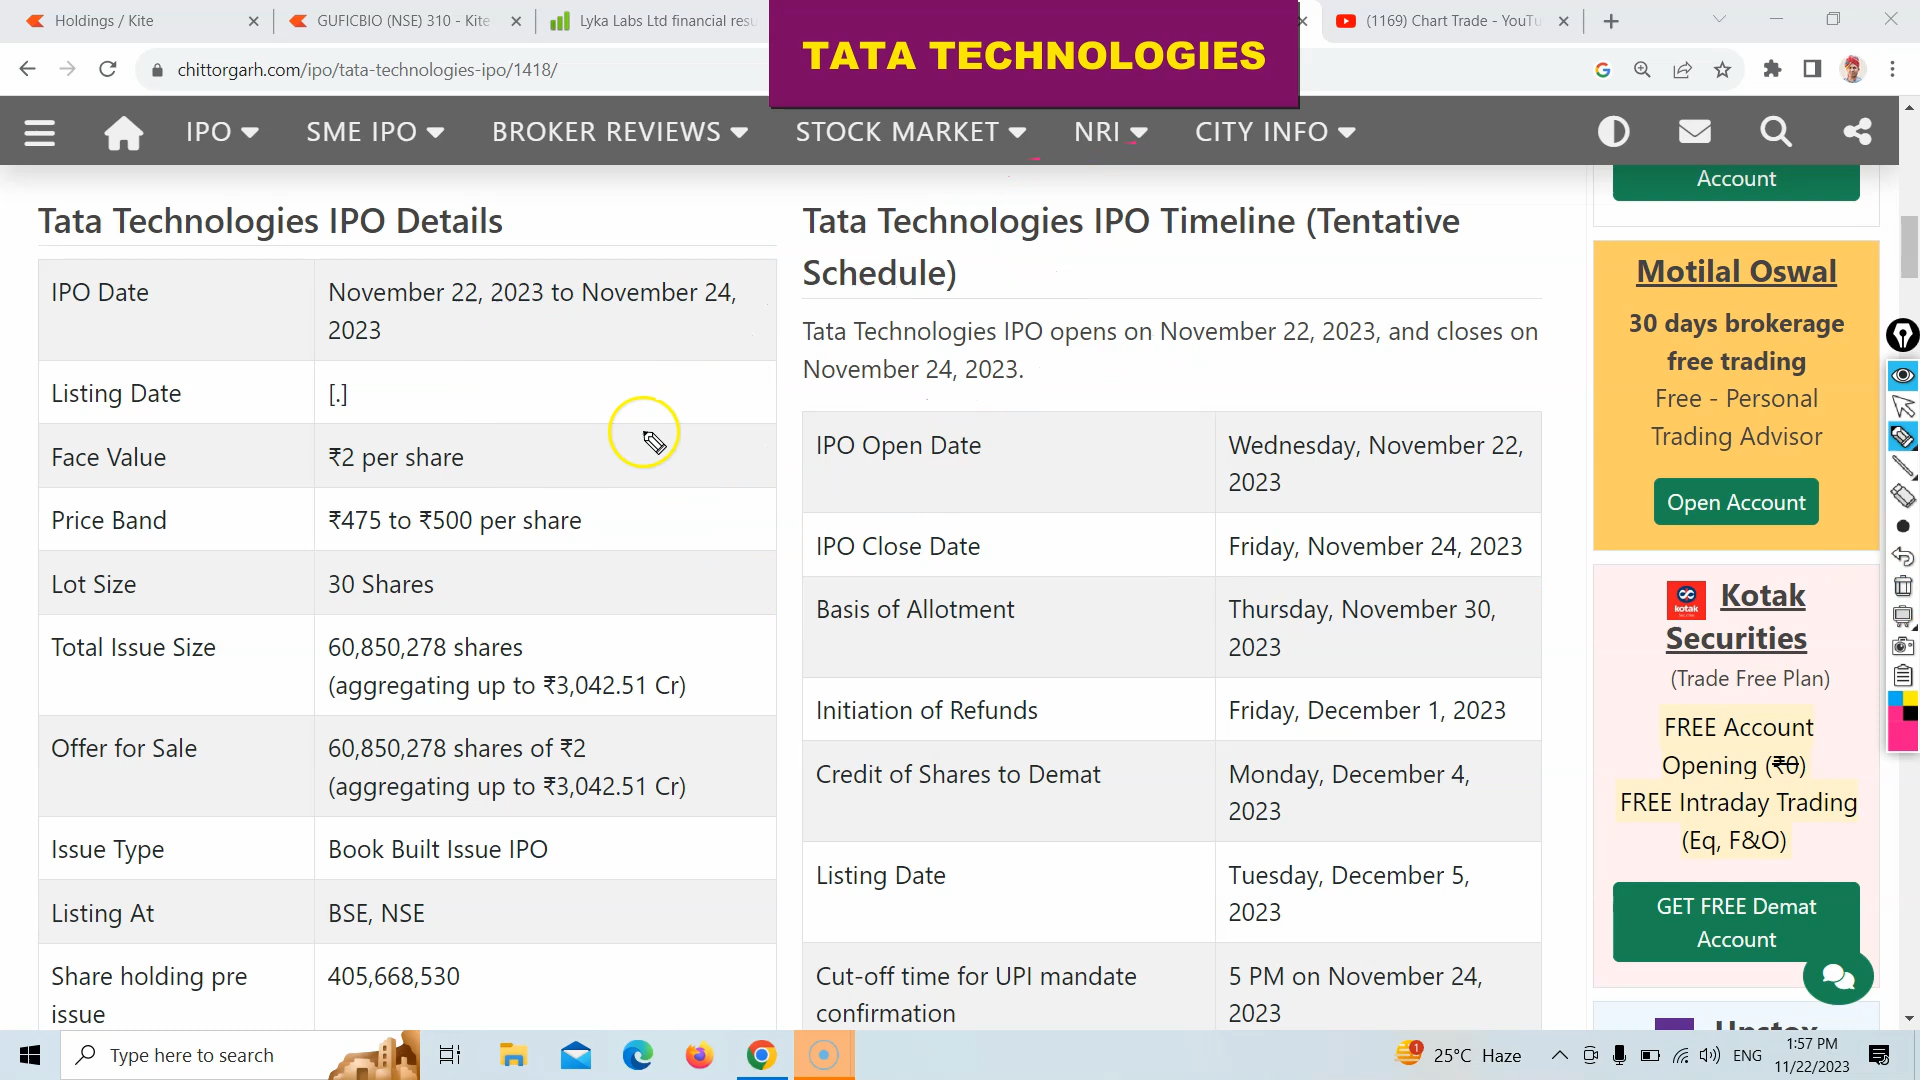 Holdings / Kite
GUFICBIO (NSE) 310 - Kite
Lyka Labs Ltd financial resu
(1169) Chart Trade - YouTu
TATA TECHNOLOGIES
chittorgarh.com/ipo/tata-technologies-ipo/1418/
IPO
SME IPO
BROKER REVIEWS
STOCK MARKET
NRI
CITY INFO
Tata Technologies IPO Details
IPO Date
November 22, 2023 to November 24,
2023
Listing Date
[.]
Face Value
₹2 per share
Price Band
₹475 to ₹500 per share
Lot Size
30 Shares
Total Issue Size
60,850,278 shares
(aggregating up to ₹3,042.51 Cr)
Offer for Sale
60,850,278 shares of ₹2
(aggregating up to ₹3,042.51 Cr)
Issue Type
Book Built Issue IPO
Listing At
BSE, NSE
Share holding pre
issue
405,668,530
Tata Technologies IPO Timeline (Tentative
Schedule)
Tata Technologies IPO opens on November 22, 2023, and closes on
November 24, 2023.
IPO Open Date
Wednesday, November 22,
2023
IPO Close Date
Friday, November 24, 2023
Basis of Allotment
Thursday, November 30,
2023
Initiation of Refunds
Friday, December 1, 2023
Credit of Shares to Demat
Monday, December 4,
2023
Listing Date
Tuesday, December 5,
2023
Cut-off time for UPI mandate
confirmation
5 PM on November 24,
2023
Account
Motilal Oswal
30 days brokerage
free trading
Free - Personal
Trading Advisor
Open Account
kotak
Kotak
Securities
(Trade Free Plan)
FREE Account
Opening (₹0)
FREE Intraday Trading
(Eq, F&O)
GET FREE Demat
Account
Upstox
Type here to search
1
25°C Haze
ENG
1:57 PM
11/22/2023